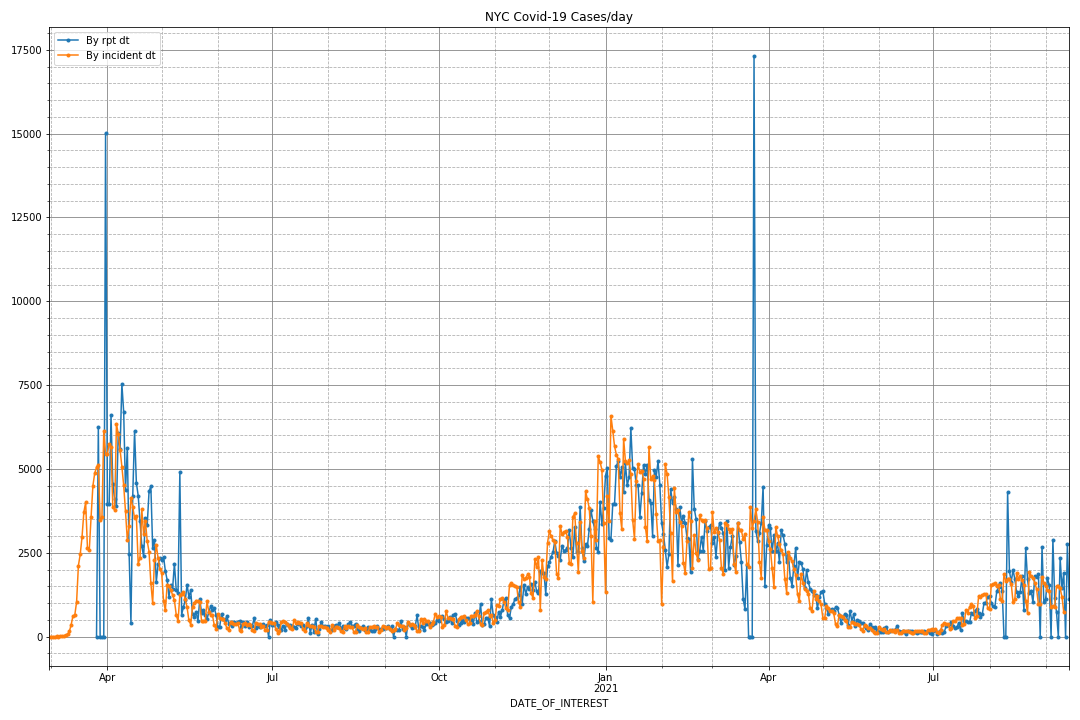 NYC Covid-19 Cases/day
By rpt dt
By incident dt
17500
15000
12500
10000
7500
5000
2500
0
Apr
Jul
Oct
Jan
2021
Apr
Jul
DATE_OF_INTEREST